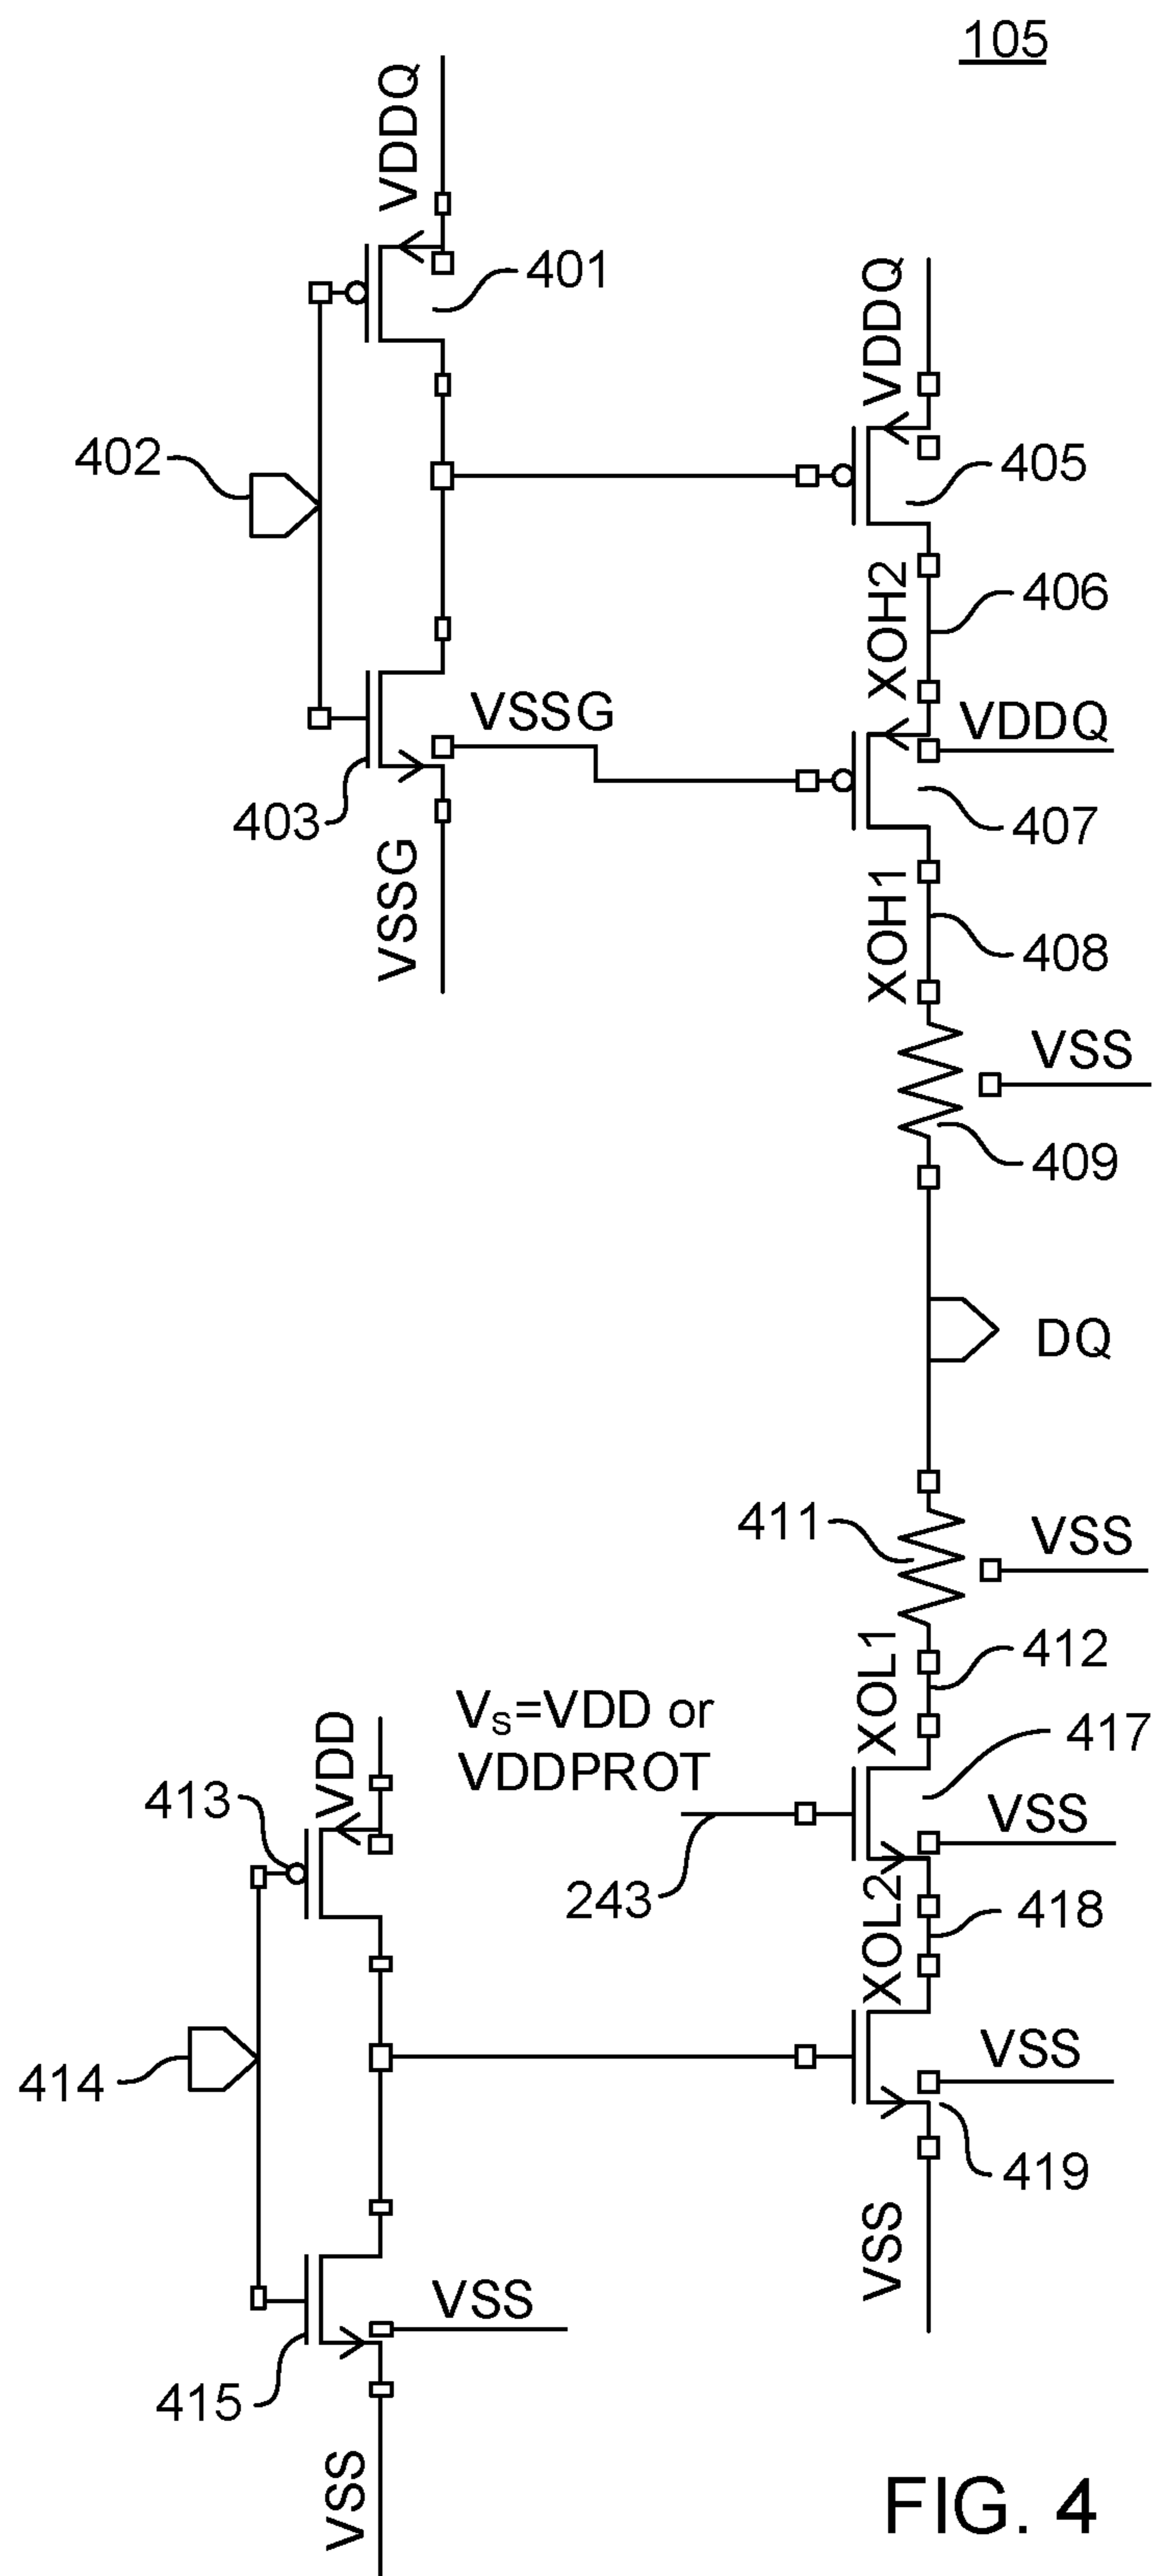 105
VDDQ
401
VDDQ
402
405
XOH2
406
VSSG
VDDQ
403
407
VSSG
XOH1
408
VSS
409
DQ
411
VSS
XOL1
412
VS=VDD or
VDDPROT
VDD
417
413
VSS
243
XOL2
418
414
VSS
419
VSS
VSS
415
VSS
FIG. 4